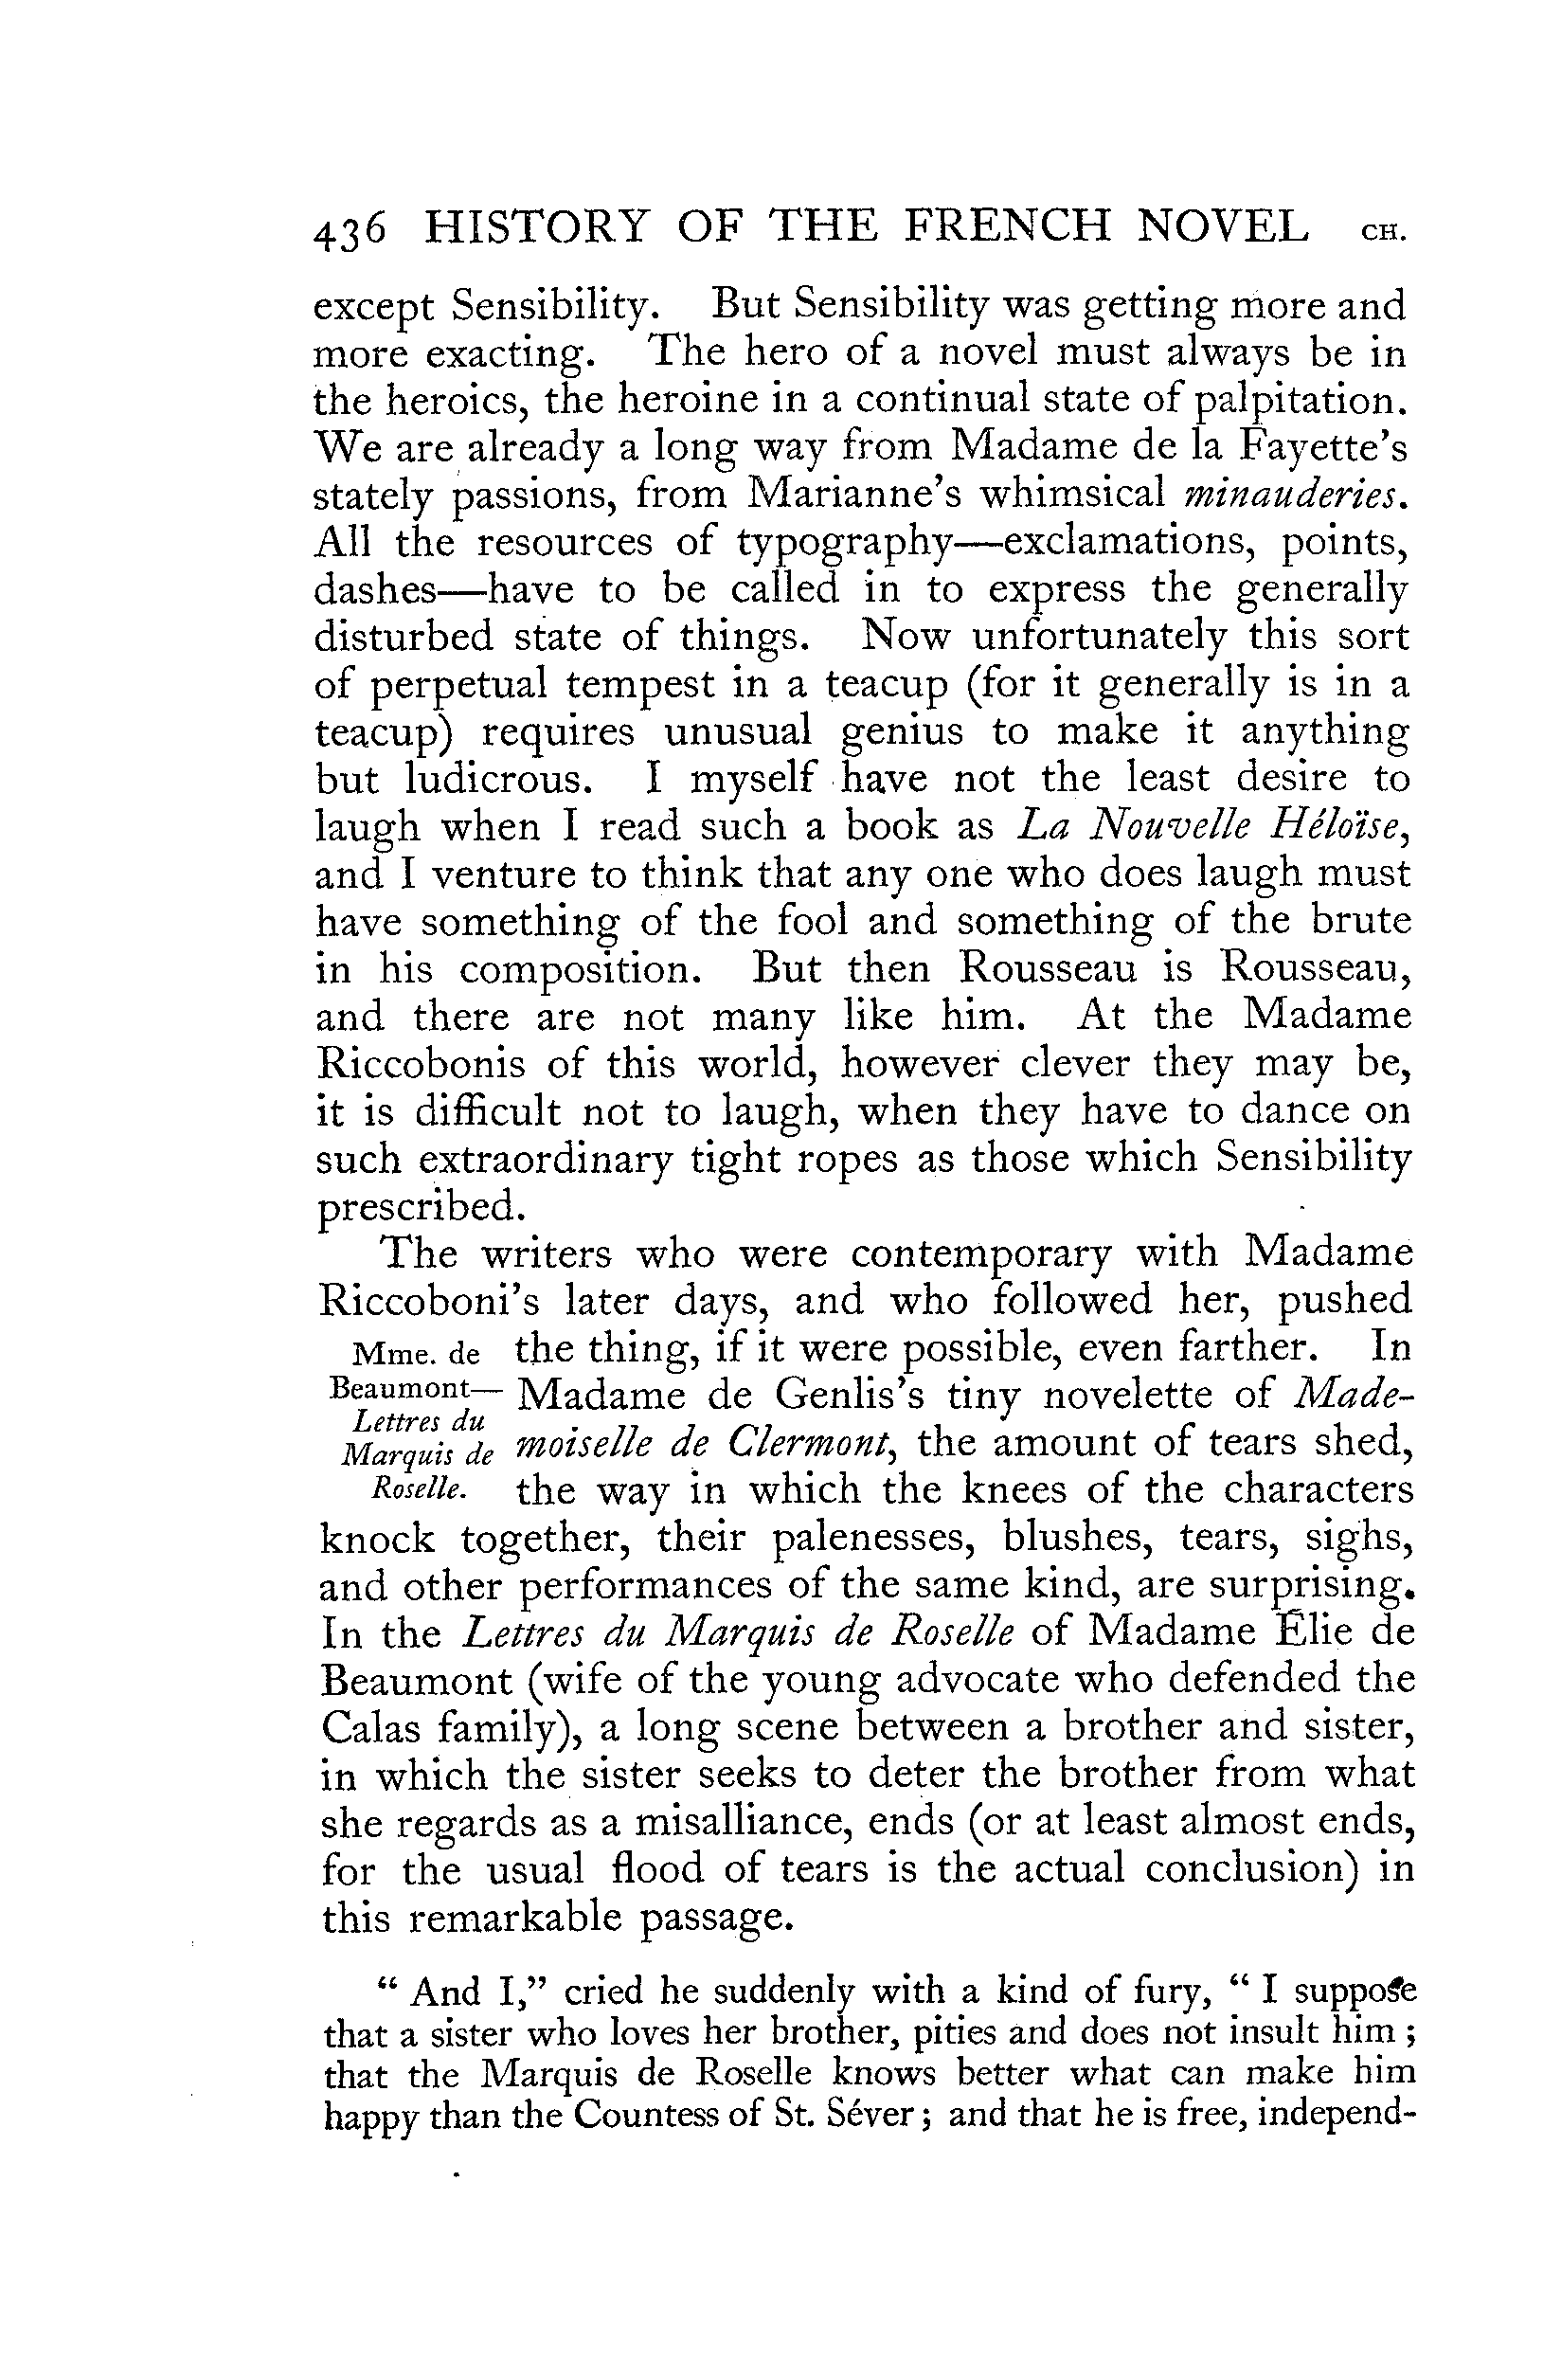 436 HISTORY OF THE FRENCH NOVEL CH.
except Sensibility. But Sensibility was getting more and
more exacting. The hero of a novel must always be in
the heroics, the heroine in a continual state of palpitation.
We are already a long way from Madame de la Fayette's
stately passions, from Marianne's whimsical minauderies.
All the resources of typography—exclamations, points,
dashes—have to be called in to express the generally
disturbed state of things. Now unfortunately this sort
of perpetual tempest in a teacup (for it generally is in a
teacup) requires unusual genius to make it anything
but ludicrous. I myself have not the least desire to
laugh when I read such a book as La Nouvelle Héloïse,
and I venture to think that any one who does laugh must
have something of the fool and something of the brute
in his composition. But then Rousseau is Rousseau,
and there are not many like him. At the Madame
Riccobonis of this world, however clever they may be,
it is difficult not to laugh, when they have to dance on
such extraordinary tight ropes as those which Sensibility
prescribed.
The writers who were contemporary with Madame
Riccoboni's later days, and who followed her, pushed
Mme. de
Beaumont—
Lettres du
Marquis de
Roselle.
the thing, if it were possible, even farther. In
Madame de Genlis's tiny novelette of Made-
moiselle de Clermont, the amount of tears shed,
the way in which the knees of the characters
knock together, their palenesses, blushes, tears, sighs,
and other performances of the same kind, are surprising.
In the Lettres du Marquis de Roselle of Madame Élie de
Beaumont (wife of the young advocate who defended the
Calas family), a long scene between a brother and sister,
in which the sister seeks to deter the brother from what
she regards as a misalliance, ends (or at least almost ends,
for the usual flood of tears is the actual conclusion) in
this remarkable passage.
" And I," cried he suddenly with a kind of fury, " I suppose
that a sister who loves her brother, pities and does not insult him ;
that the Marquis de Roselle knows better what can make him
happy than the Countess of St. Séver ; and that he is free, independ-